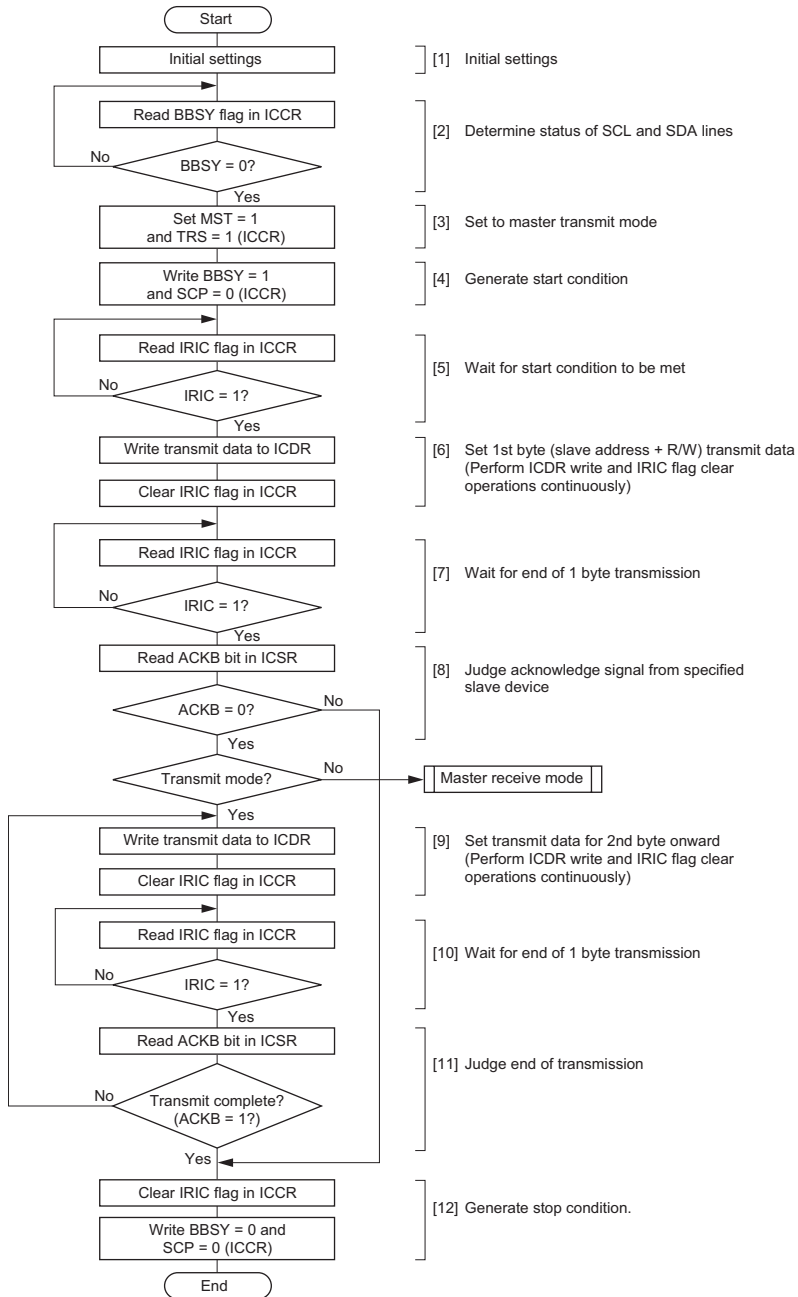 Start
Initial settings
[1] Initial settings
Read BBSY flag in ICCR
[2] Determine status of SCL and SDA lines
No
BBSY = 0?
Yes
Set MST = 1
and TRS = 1 (ICCR)
[3] Set to master transmit mode
Write BBSY = 1
and SCP = 0 (ICCR)
[4] Generate start condition
Read IRIC flag in ICCR
[5] Wait for start condition to be met
No
IRIC = 1?
Yes
Write transmit data to ICDR
[6] Set 1st byte (slave address + R/W) transmit data
(Perform ICDR write and IRIC flag clear
operations continuously)
Clear IRIC flag in ICCR
Read IRIC flag in ICCR
[7] Wait for end of 1 byte transmission
No
IRIC = 1?
Yes
Read ACKB bit in ICSR
[8] Judge acknowledge signal from specified
slave device
No
ACKB = 0?
Yes
Transmit mode?
No
Master receive mode
Yes
Write transmit data to ICDR
[9] Set transmit data for 2nd byte onward
(Perform ICDR write and IRIC flag clear
operations continuously)
Clear IRIC flag in ICCR
Read IRIC flag in ICCR
[10] Wait for end of 1 byte transmission
No
IRIC = 1?
Yes
Read ACKB bit in ICSR
[11] Judge end of transmission
No
Transmit complete?
(ACKB = 1?)
Yes
Clear IRIC flag in ICCR
[12] Generate stop condition.
Write BBSY = 0 and
SCP = 0 (ICCR)
End